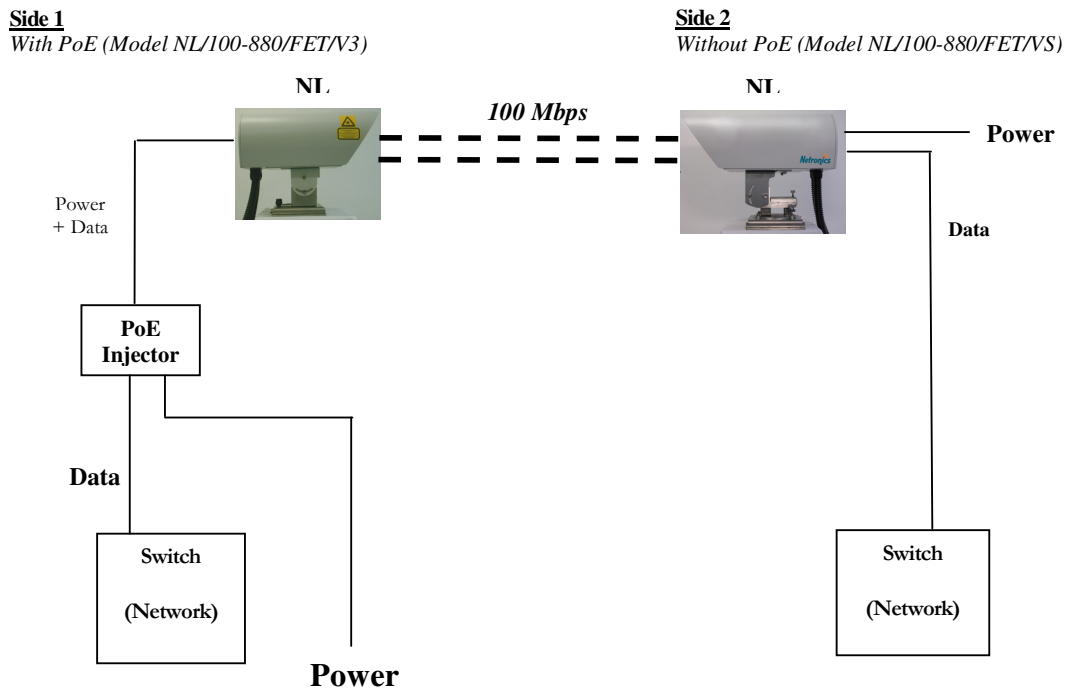 Side 1
With PoE (Model NL/100-880/FET/V3)
Side 2
Without PoE (Model NL/100-880/FET/VS)
NL
NL
100 Mbps
Power
Netronics
Power
+ Data
Data
PoE
Injector
Data
Switch
(Network)
Power
Switch
(Network)